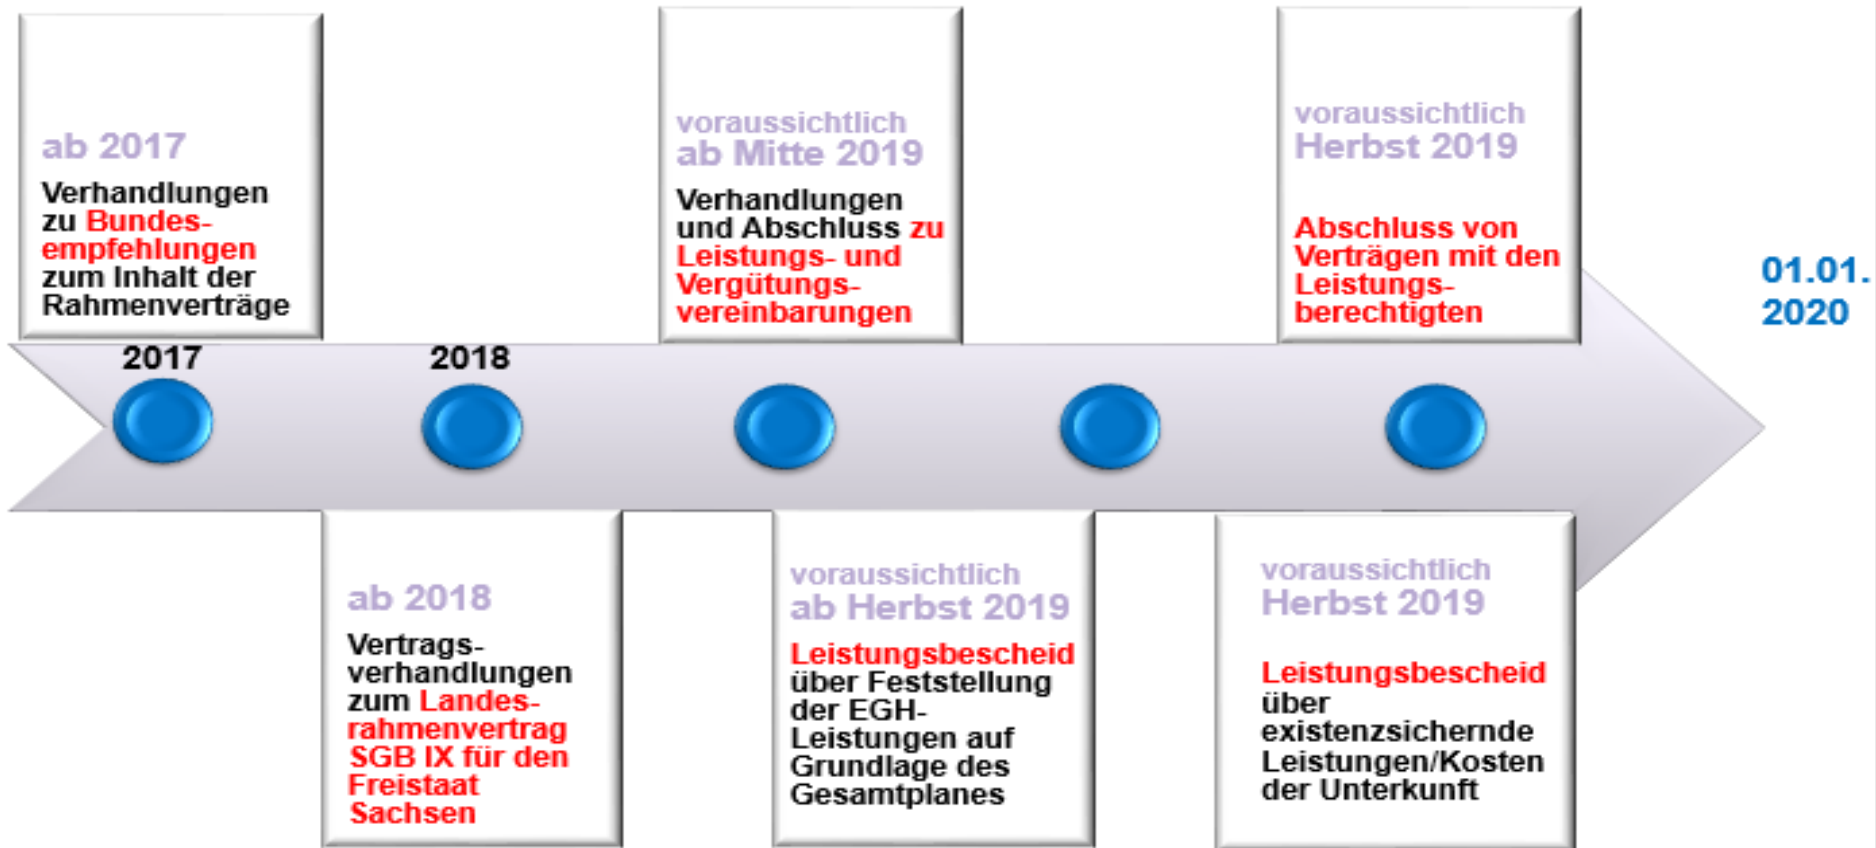 ab 2017
Verhandlungen
zu Bundes-
empfehlungen
zum Inhalt der
Rahmenverträge
voraussichtlich
ab Mitte 2019
Verhandlungen
und Abschluss zu
Leistungs- und
Vergütungs-
vereinbarungen
voraussichtlich
Herbst 2019
Abschluss von
Verträgen mit den
Leistungs-
berechtigten
01.01.
2020
2017
2018
ab 2018
Vertrags-
verhandlungen
zum Landes-
rahmenvertrag
SGB IX für den
Freistaat
Sachsen
voraussichtlich
ab Herbst 2019
Leistungsbescheid
über Feststellung
der EGH-
Leistungen auf
Grundlage des
Gesamtplanes
voraussichtlich
Herbst 2019
Leistungsbescheid
über
existenzsichernde
Leistungen/Kosten
der Unterkunft